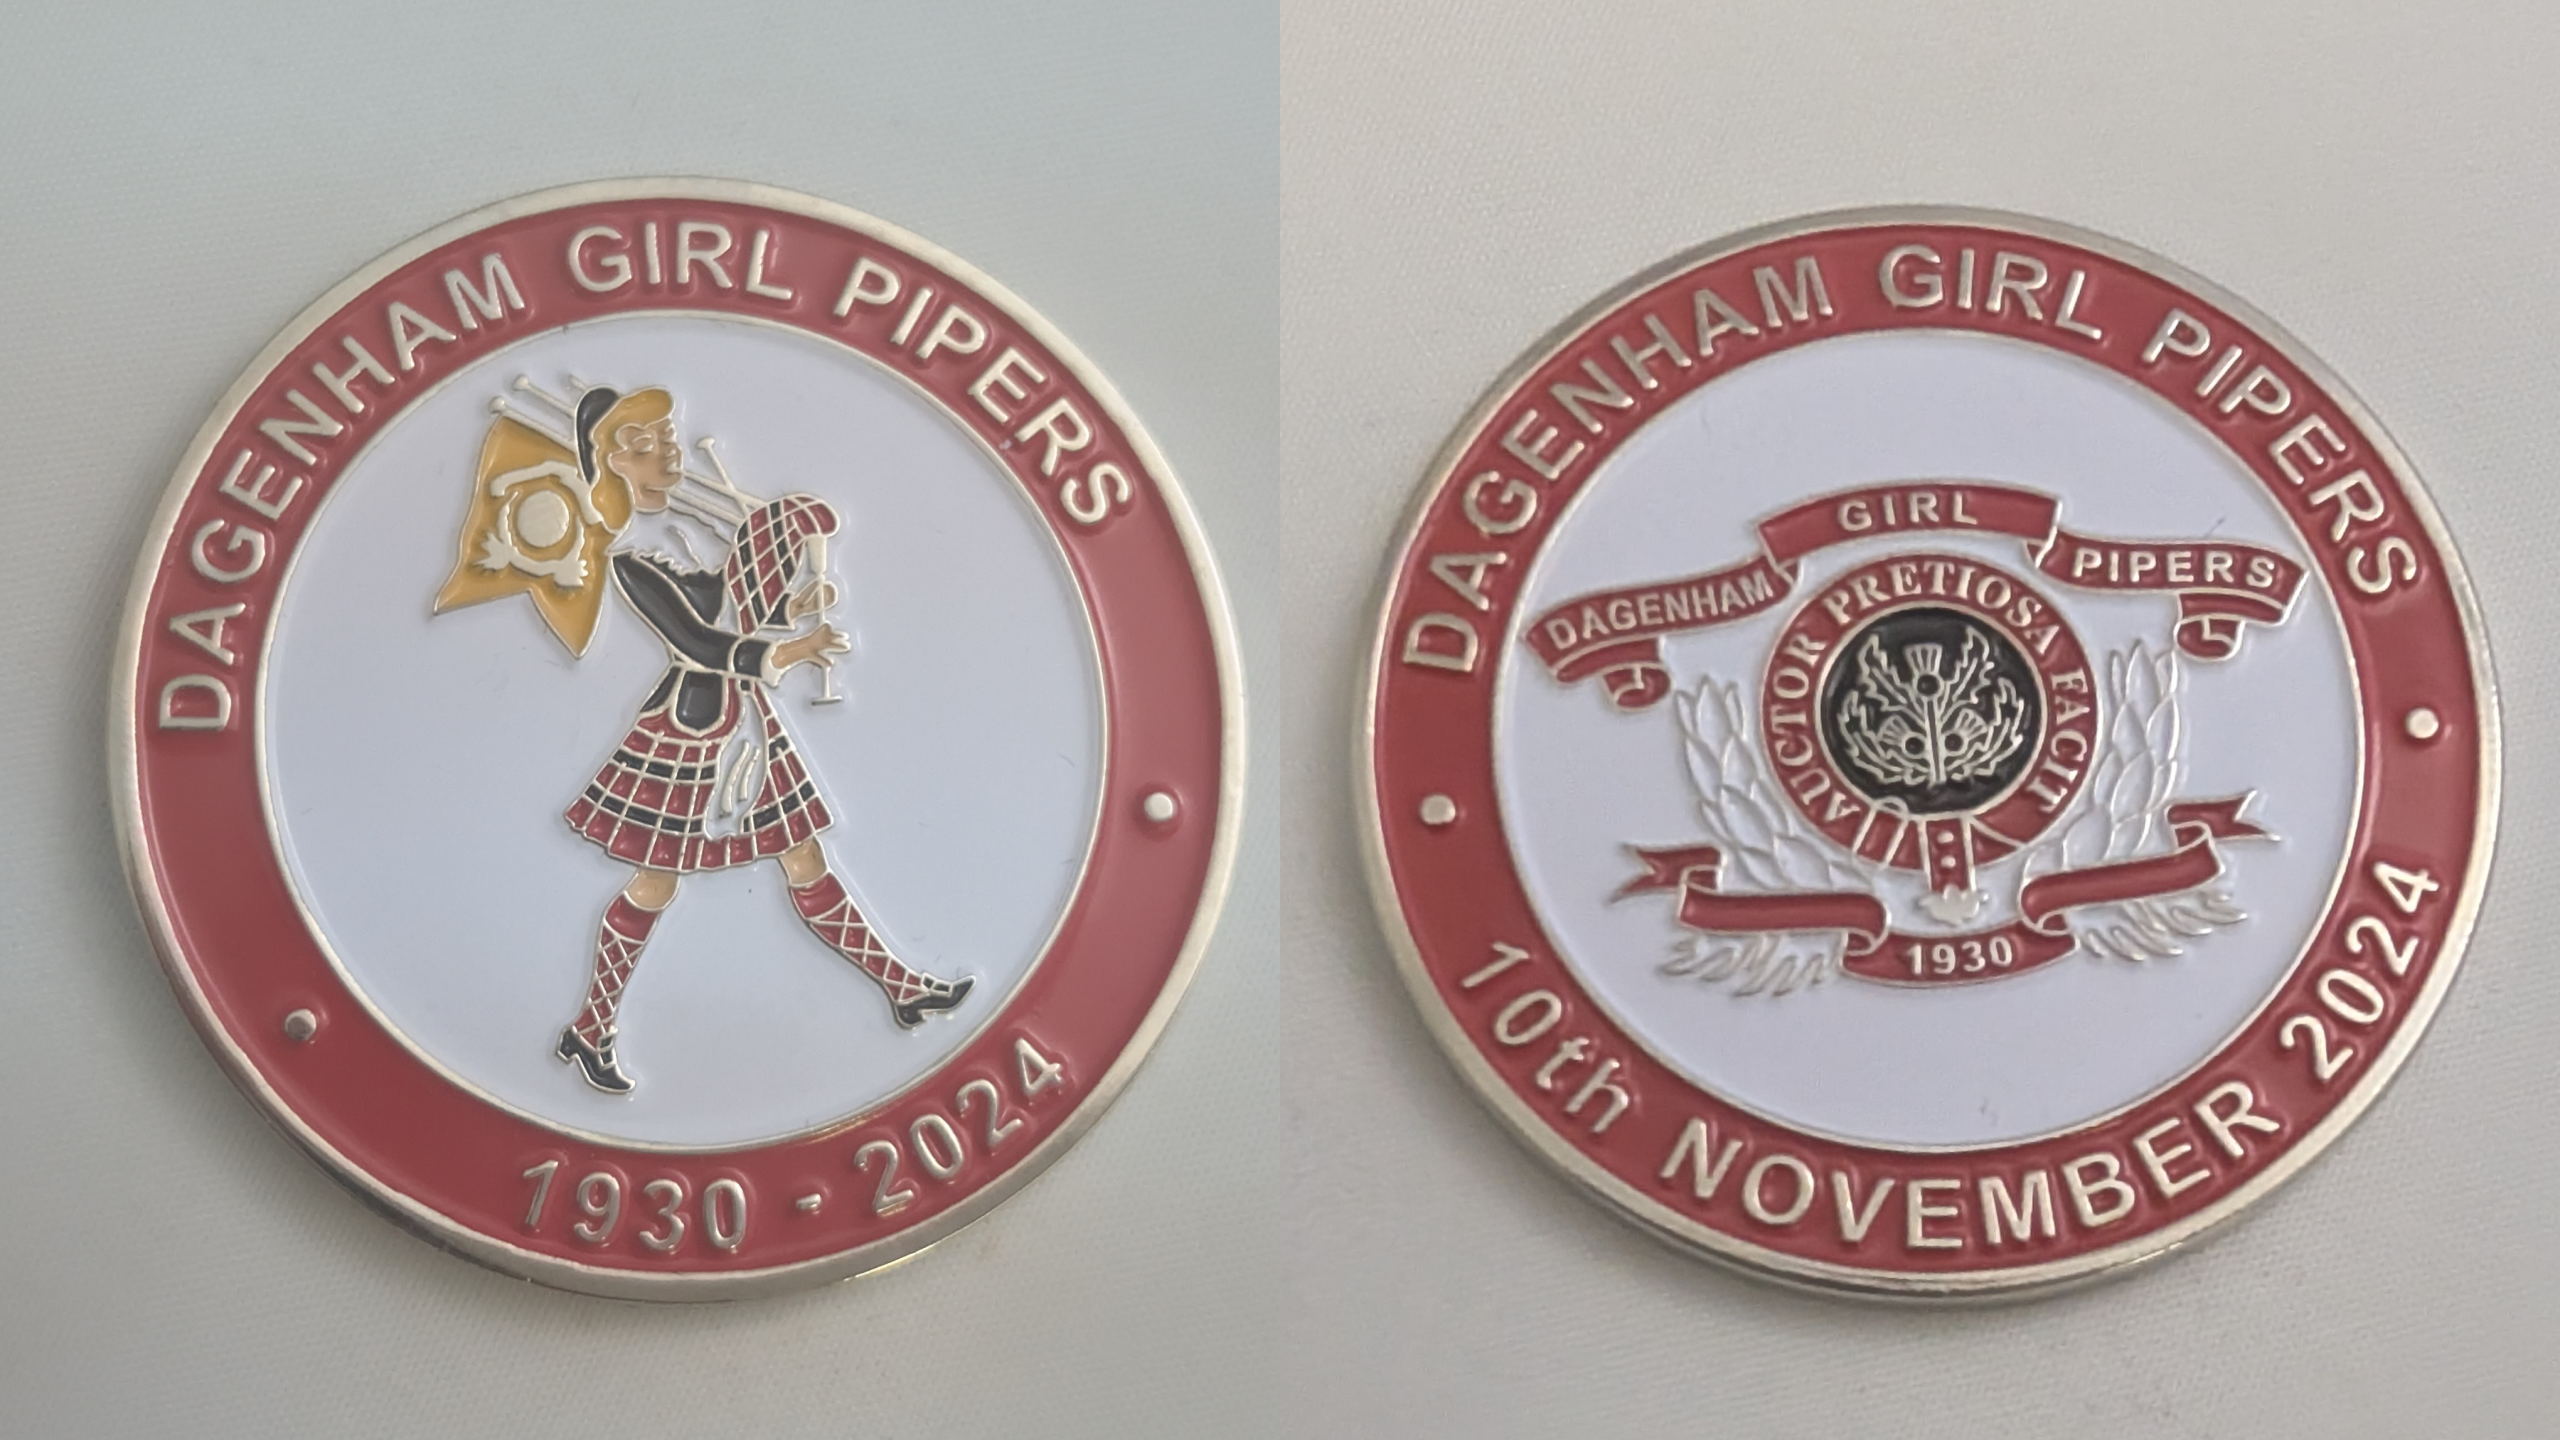 DAGENHAM GIRL PIPERS
1930 - 2024
DAGENHAM GIRL PIPERS
DAGENHAM GIRL PIPERS
AUCTOR PRETIOSA FACIT
1930
10th NOVEMBER 2024